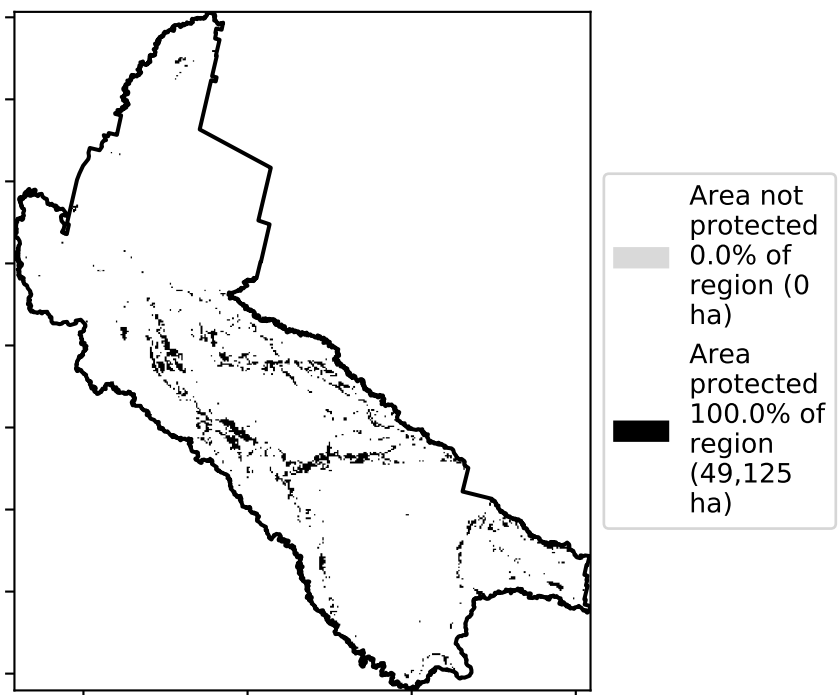 Area not
protected
0.0% of
region (0
ha)
Area
protected
100.0% of
region
(49,125
ha)